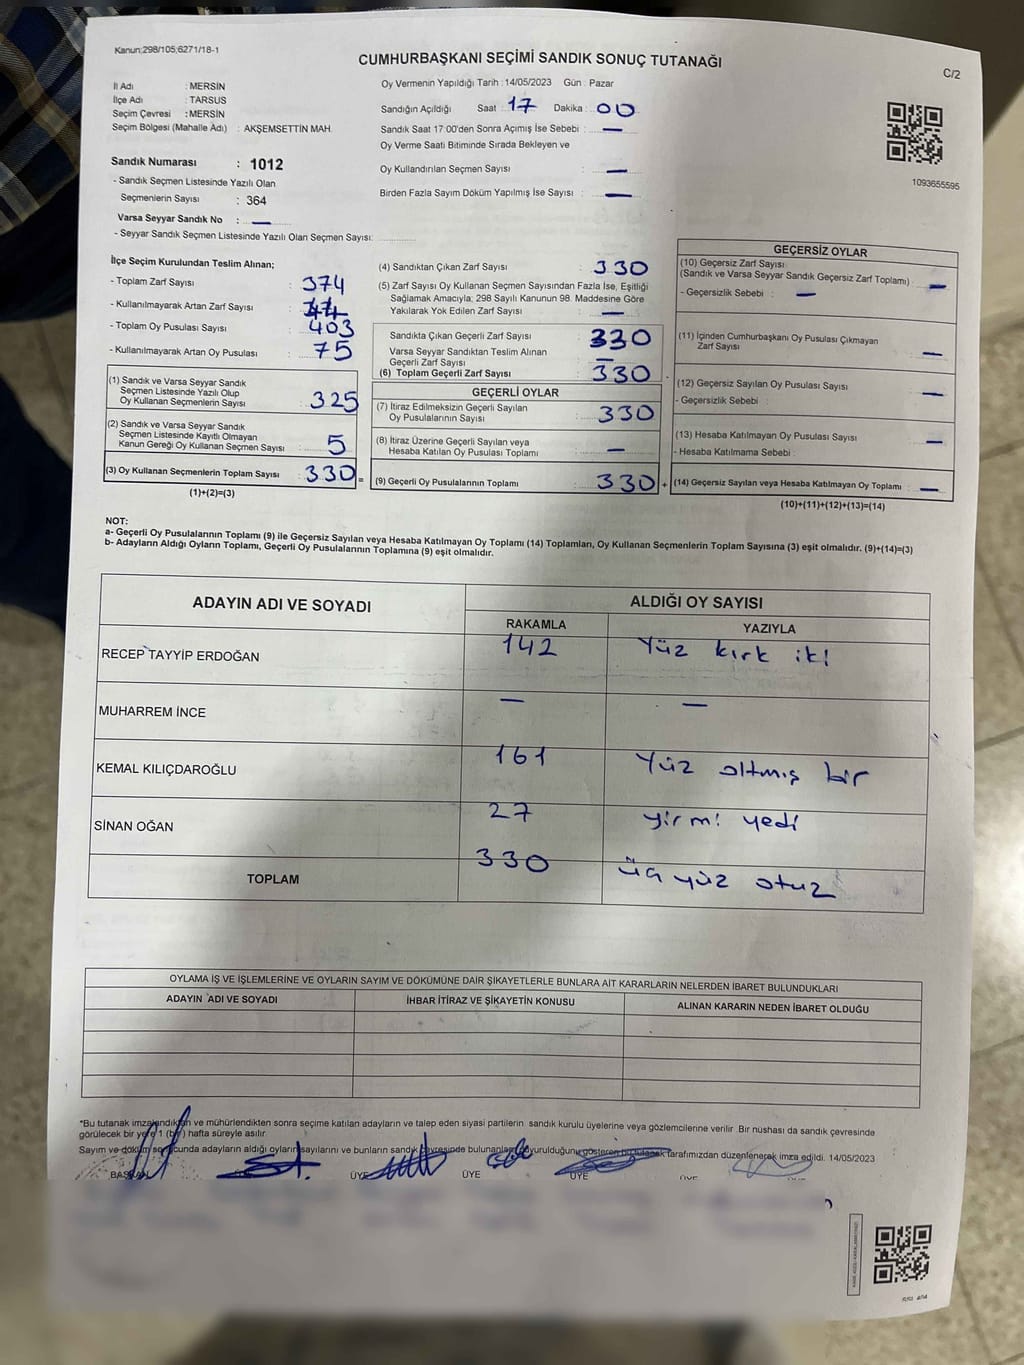 Kanun:298/105;6271/18-1
CUMHURBAŞKANI SEÇİMİ SANDIK SONUÇ TUTANAĞI
C/2
İl Adı : MERSİN
İlçe Adı : TARSUS
Seçim Çevresi : MERSİN
Seçim Bölgesi (Mahalle Adı) : AKŞEMSETTİN MAH.
Oy Vermenin Yapıldığı Tarih : 14/05/2023 Gün : Pazar
Sandığın Açıldığı Saat : 17 Dakika : 00
Sandık Saat 17:00'den Sonra Açımış İse Sebebi : —
Oy Verme Saati Bitiminde Sırada Bekleyen ve
Oy Kullandırılan Seçmen Sayısı : —
Birden Fazla Sayım Döküm Yapılmış İse Sayısı : —
1093655595
Sandık Numarası : 1012
- Sandık Seçmen Listesinde Yazılı Olan
Seçmenlerin Sayısı : 364
Varsa Seyyar Sandık No : —
- Seyyar Sandık Seçmen Listesinde Yazılı Olan Seçmen Sayısı:
İlçe Seçim Kurulundan Teslim Alınan;
- Toplam Zarf Sayısı : 374
- Kullanılmayarak Artan Zarf Sayısı : 44
- Toplam Oy Pusulası Sayısı : 403
- Kullanılmayarak Artan Oy Pusulası : 75
(1) Sandık ve Varsa Seyyar Sandık
Seçmen Listesinde Yazılı Olup
Oy Kullanan Seçmenlerin Sayısı : 325
(2) Sandık ve Varsa Seyyar Sandık
Seçmen Listesinde Kayıtlı Olmayan
Kanun Gereği Oy Kullanan Seçmen Sayısı : 5
(3) Oy Kullanan Seçmenlerin Toplam Sayısı : 330 =
(1)+(2)=(3)
(4) Sandıktan Çıkan Zarf Sayısı : 330
(5) Zarf Sayısı Oy Kullanan Seçmen Sayısından Fazla İse, Eşitliği
Sağlamak Amacıyla; 298 Sayılı Kanunun 98. Maddesine Göre
Yakılarak Yok Edilen Zarf Sayısı : —
Sandıkta Çıkan Geçerli Zarf Sayısı : 330
Varsa Seyyar Sandıktan Teslim Alınan
Geçerli Zarf Sayısı : —
(6) Toplam Geçerli Zarf Sayısı : 330
GEÇERLİ OYLAR
(7) İtiraz Edilmeksizin Geçerli Sayılan
Oy Pusulalarının Sayısı : 330
(8) İtiraz Üzerine Geçerli Sayılan veya
Hesaba Katılan Oy Pusulası Toplamı : —
(9) Geçerli Oy Pusulalarının Toplamı : 330 +
GEÇERSİZ OYLAR
(10) Geçersiz Zarf Sayısı
(Sandık ve Varsa Seyyar Sandık Geçersiz Zarf Toplamı) : —
- Geçersizlik Sebebi : —
(11) İçinden Cumhurbaşkanı Oy Pusulası Çıkmayan
Zarf Sayısı : —
(12) Geçersiz Sayılan Oy Pusulası Sayısı : —
- Geçersizlik Sebebi :
(13) Hesaba Katılmayan Oy Pusulası Sayısı : —
- Hesaba Katılmama Sebebi :
(14) Geçersiz Sayılan veya Hesaba Katılmayan Oy Toplamı : —
(10)+(11)+(12)+(13)=(14)
NOT:
a- Geçerli Oy Pusulalarının Toplamı (9) ile Geçersiz Sayılan veya Hesaba Katılmayan Oy Toplamı (14) Toplamları, Oy Kullanan Seçmenlerin Toplam Sayısına (3) eşit olmalıdır. (9)+(14)=(3)
b- Adayların Aldığı Oyların Toplamı, Geçerli Oy Pusulalarının Toplamına (9) eşit olmalıdır.
ADAYIN ADI VE SOYADI ALDIĞI OY SAYISI
RAKAMLA YAZIYLA
RECEP TAYYİP ERDOĞAN 142 Yüz kırk iki
MUHARREM İNCE — —
KEMAL KILIÇDAROĞLU 161 Yüz altmış bir
SİNAN OĞAN 27 yirmi yedi
TOPLAM 330 üç yüz otuz
OYLAMA İŞ VE İŞLEMLERİNE VE OYLARIN SAYIM VE DÖKÜMÜNE DAİR ŞİKAYETLERLE BUNLARA AİT KARARLARIN NELERDEN İBARET BULUNDUKLARI
ADAYIN ADI VE SOYADI İHBAR İTİRAZ VE ŞİKAYETİN KONUSU ALINAN KARARIN NEDEN İBARET OLDUĞU
*Bu tutanak imzalandıktan ve mühürlendikten sonra seçime katılan adayların ve talep eden siyasi partilerin sandık kurulu üyelerine veya gözlemcilerine verilir. Bir nüshası da sandık çevresinde
görülecek bir yere 1 (bir) hafta süreyle asılır.
Sayım ve döküm sonucunda adayların aldığı oyların sayılarını ve bunların sandık çevresinde bulunanlara duyurulduğunu gösteren bu tutanak tarafımızdan düzenlenerek imza edildi. 14/05/2023
BAŞKAN ÜYE ÜYE ÜYE ÜYE